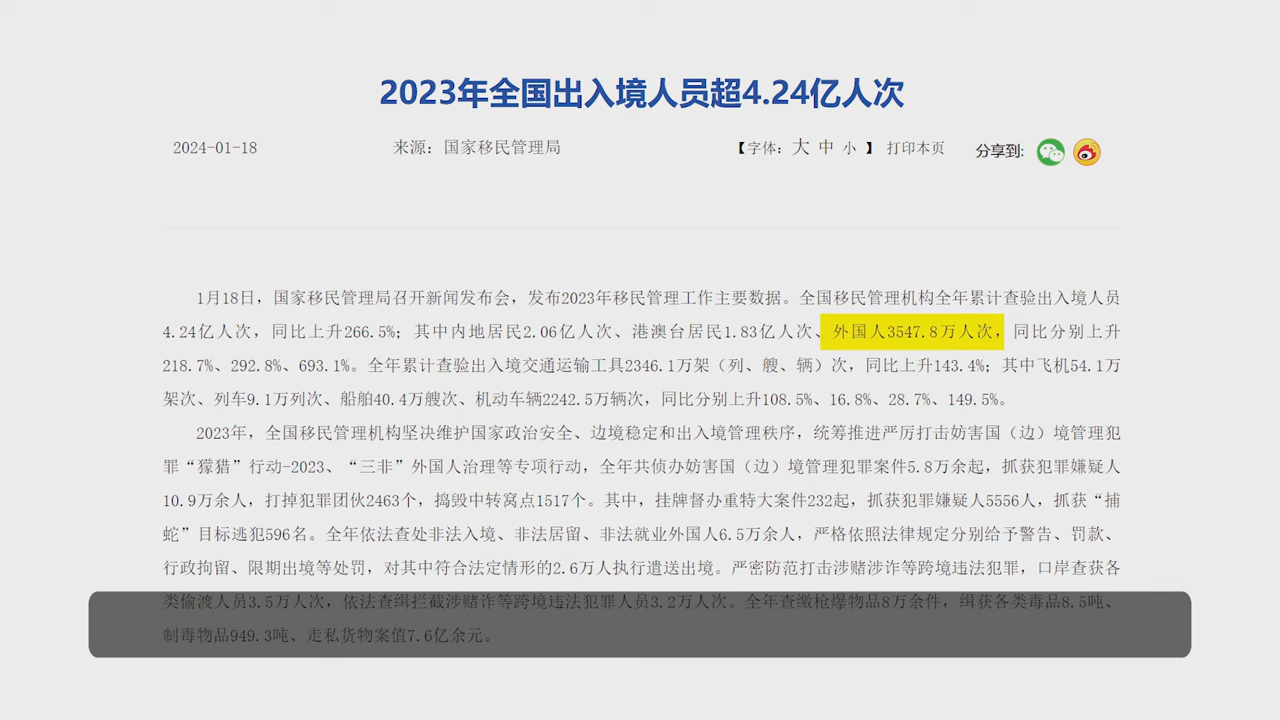 2023年全国出入境人员超4.24亿人次
2024-01-18 来源：国家移民管理局 【字体：大 中 小 】 打印本页 分享到:
1月18日，国家移民管理局召开新闻发布会，发布2023年移民管理工作主要数据。全国移民管理机构全年累计查验出入境人员
4.24亿人次，同比上升266.5%；其中内地居民2.06亿人次、港澳台居民1.83亿人次、外国人3547.8万人次，同比分别上升
218.7%、292.8%、693.1%。全年累计查验出入境交通运输工具2346.1万架（列、艘、辆）次，同比上升143.4%；其中飞机54.1万
架次、列车9.1万列次、船舶40.4万艘次、机动车辆2242.5万辆次，同比分别上升108.5%、16.8%、28.7%、149.5%。
2023年，全国移民管理机构坚决维护国家政治安全、边境稳定和出入境管理秩序，统筹推进严厉打击妨害国（边）境管理犯
罪“獴猎”行动-2023、“三非”外国人治理等专项行动，全年共侦办妨害国（边）境管理犯罪案件5.8万余起，抓获犯罪嫌疑人
10.9万余人，打掉犯罪团伙2463个，捣毁中转窝点1517个。其中，挂牌督办重特大案件232起，抓获犯罪嫌疑人5556人，抓获“捕
蛇”目标逃犯596名。全年依法查处非法入境、非法居留、非法就业外国人6.5万余人，严格依照法律规定分别给予警告、罚款、
行政拘留、限期出境等处罚，对其中符合法定情形的2.6万人执行遣送出境。严密防范打击涉赌涉诈等跨境违法犯罪，口岸查获各
类偷渡人员3.5万人次，依法查缉拦截涉赌诈等跨境违法犯罪人员3.2万人次。全年查缴枪爆物品8万余件，缉获各类毒品8.5吨、
制毒物品949.3吨、走私货物案值7.6亿余元。